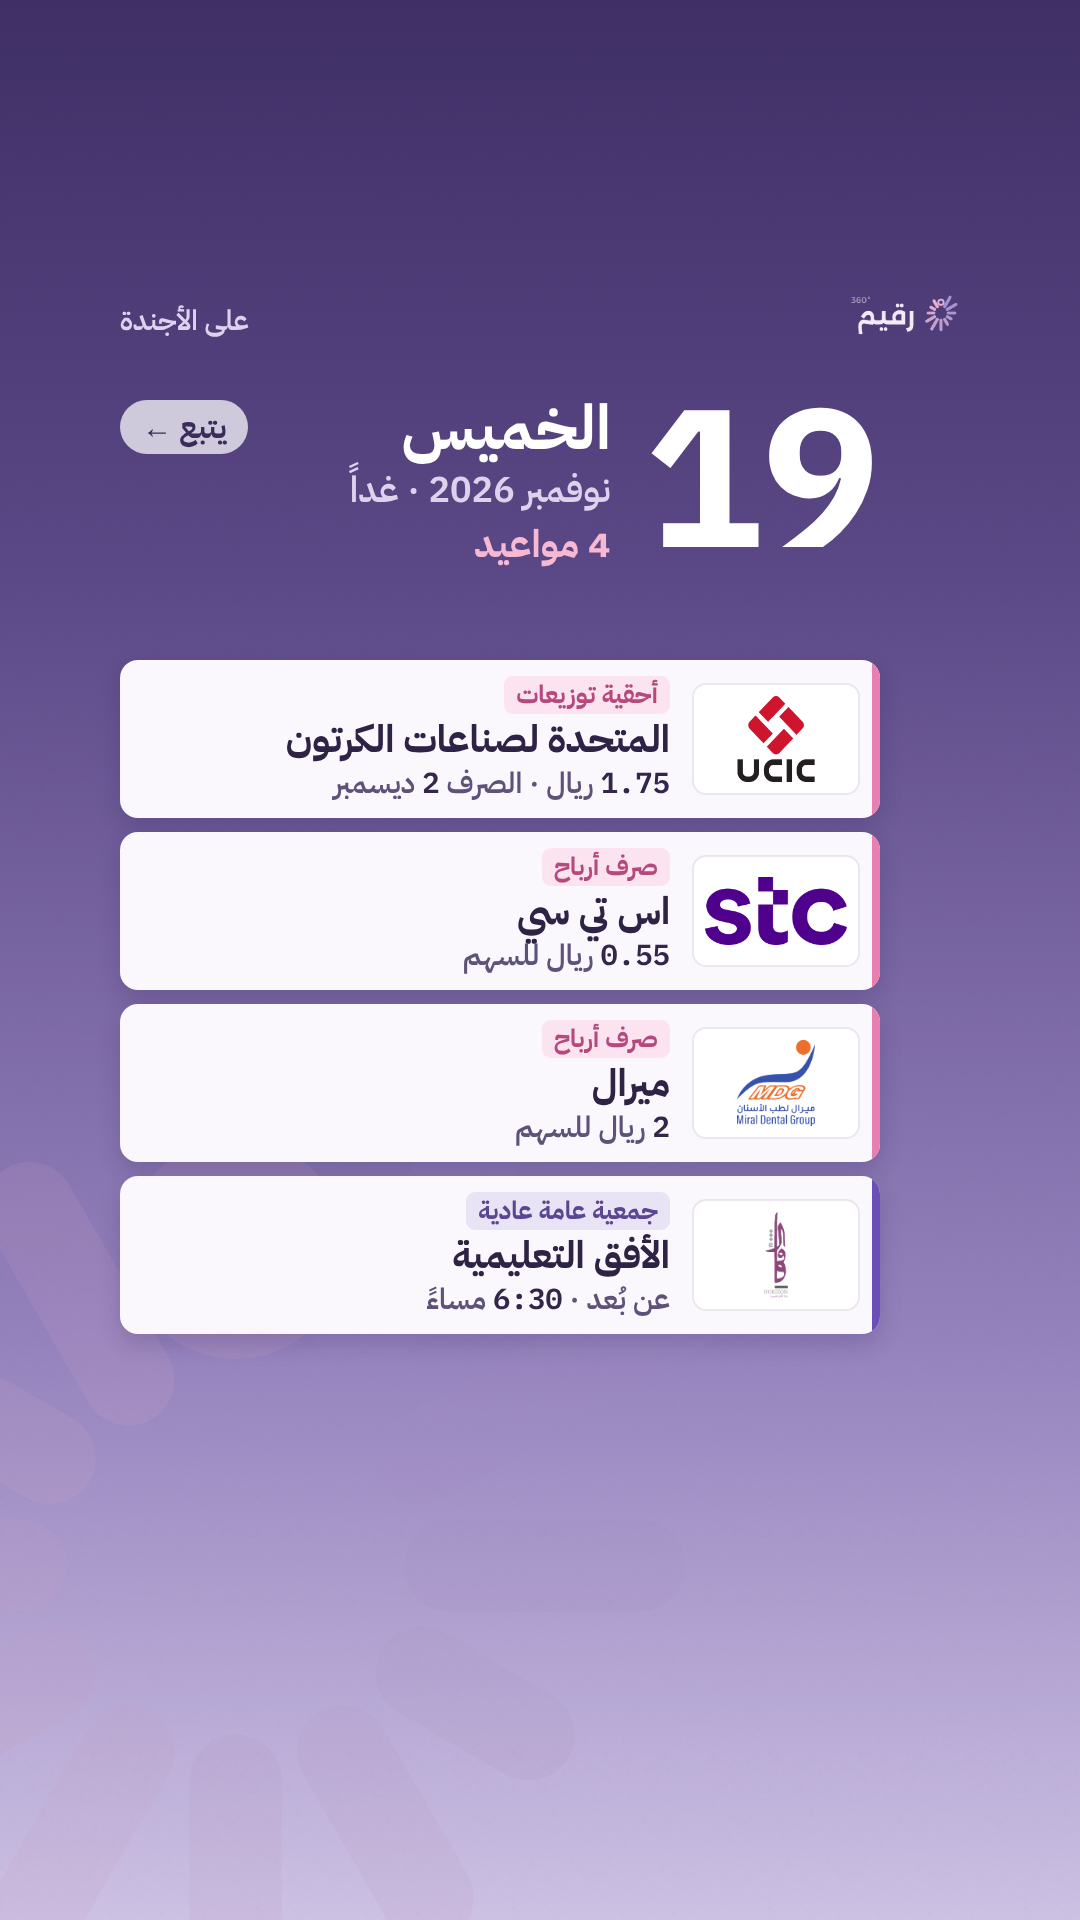 رقيم 360°
على الأجندة
19
الخميس
نوفمبر 2026 · غداً
4 مواعيد
يتبع ←
UCIC
أحقية توزيعات
المتحدة لصناعات الكرتون
1.75 ريال · الصرف 2 ديسمبر
stc
صرف أرباح
اس تي سي
0.55 ريال للسهم
MDG
ميرال لطب الأسنان
Miral Dental Group
صرف أرباح
ميرال
2 ريال للسهم
HORIZON
جمعية عامة عادية
الأفق التعليمية
عن بُعد · 6:30 مساءً